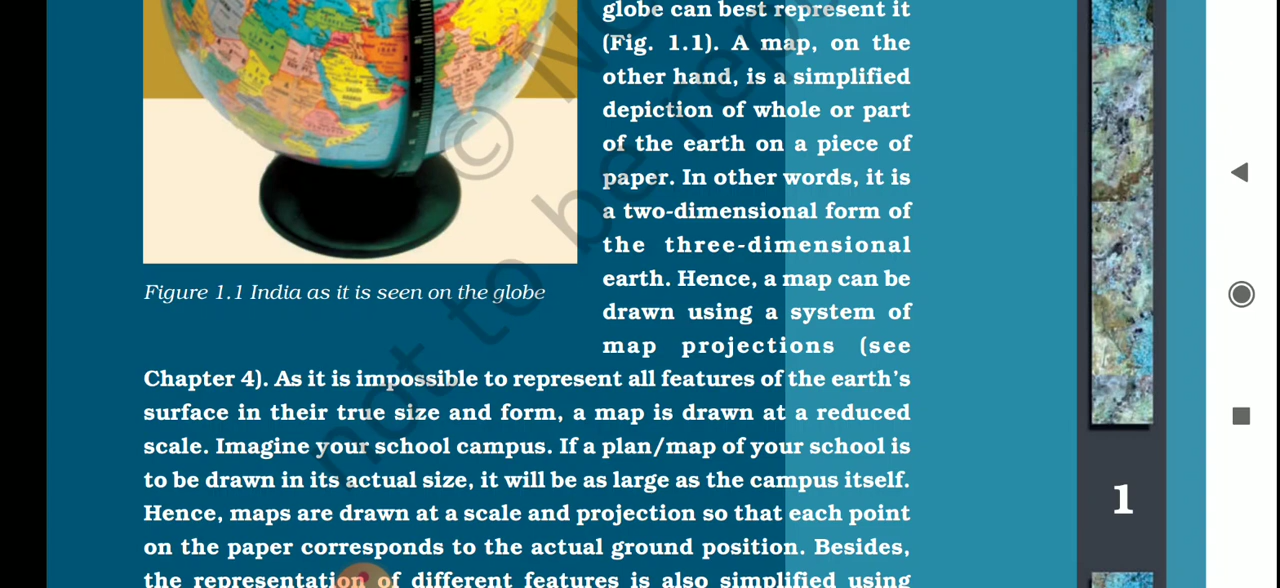 globe can best represent it
(Fig. 1.1). A map, on the
other hand, is a simplified
depiction of whole or part
of the earth on a piece of
paper. In other words, it is
a two-dimensional form of
the three-dimensional
earth. Hence, a map can be
drawn using a system of
map projections (see
Figure 1.1 India as it is seen on the globe
Chapter 4). As it is impossible to represent all features of the earth's
surface in their true size and form, a map is drawn at a reduced
scale. Imagine your school campus. If a plan/map of your school is
to be drawn in its actual size, it will be as large as the campus itself.
Hence, maps are drawn at a scale and projection so that each point
on the paper corresponds to the actual ground position. Besides,
the representation of different features is also simplified using
1
©
not to be